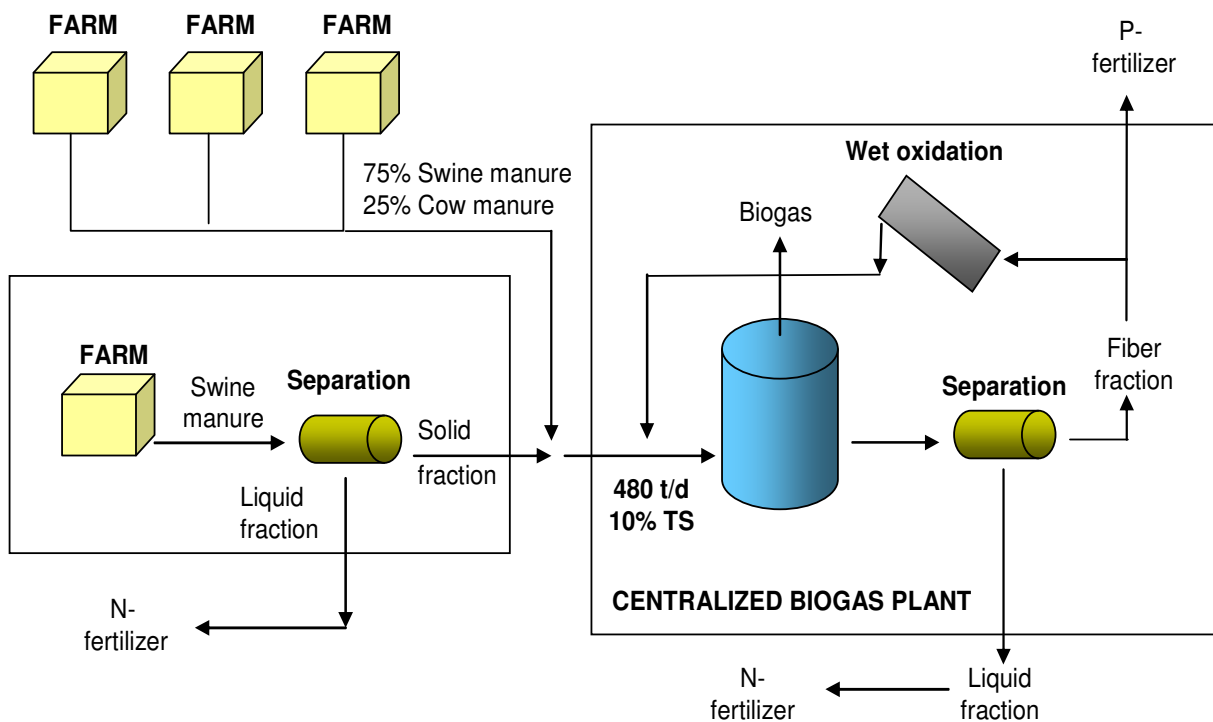 FARM
FARM
FARM
P-
fertilizer
Wet oxidation
75% Swine manure
25% Cow manure
Biogas
FARM
Swine
manure
Separation
Solid
fraction
Liquid
fraction
480 t/d
10% TS
Separation
Fiber
fraction
CENTRALIZED BIOGAS PLANT
N-
fertilizer
N-
fertilizer
Liquid
fraction